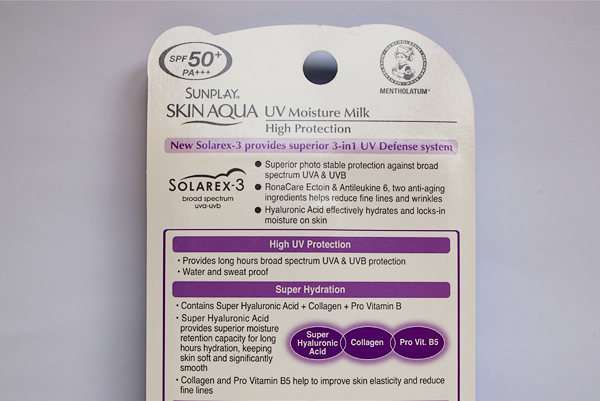 SPF 50+
PA+++
SUNPLAY®
SKIN AQUA UV Moisture Milk
High Protection
MENTHOLATUM®
New Solarex-3 provides superior 3-in1 UV Defense system
SOLAREX-3
broad spectrum
uva-uvb
● Superior photo stable protection against broad
spectrum UVA & UVB
● RonaCare Ectoin & Antileukine 6, two anti-aging
ingredients helps reduce fine lines and wrinkles
● Hyaluronic Acid effectively hydrates and locks-in
moisture on skin
High UV Protection
• Provides long hours broad spectrum UVA & UVB protection
• Water and sweat proof
Super Hydration
• Contains Super Hyaluronic Acid + Collagen + Pro Vitamin B
• Super Hyaluronic Acid
provides superior moisture
retention capacity for long
hours hydration, keeping
skin soft and significantly
smooth
Super
Hyaluronic
Acid
Collagen
Pro Vit. B5
• Collagen and Pro Vitamin B5 help to improve skin elasticity and reduce
fine lines